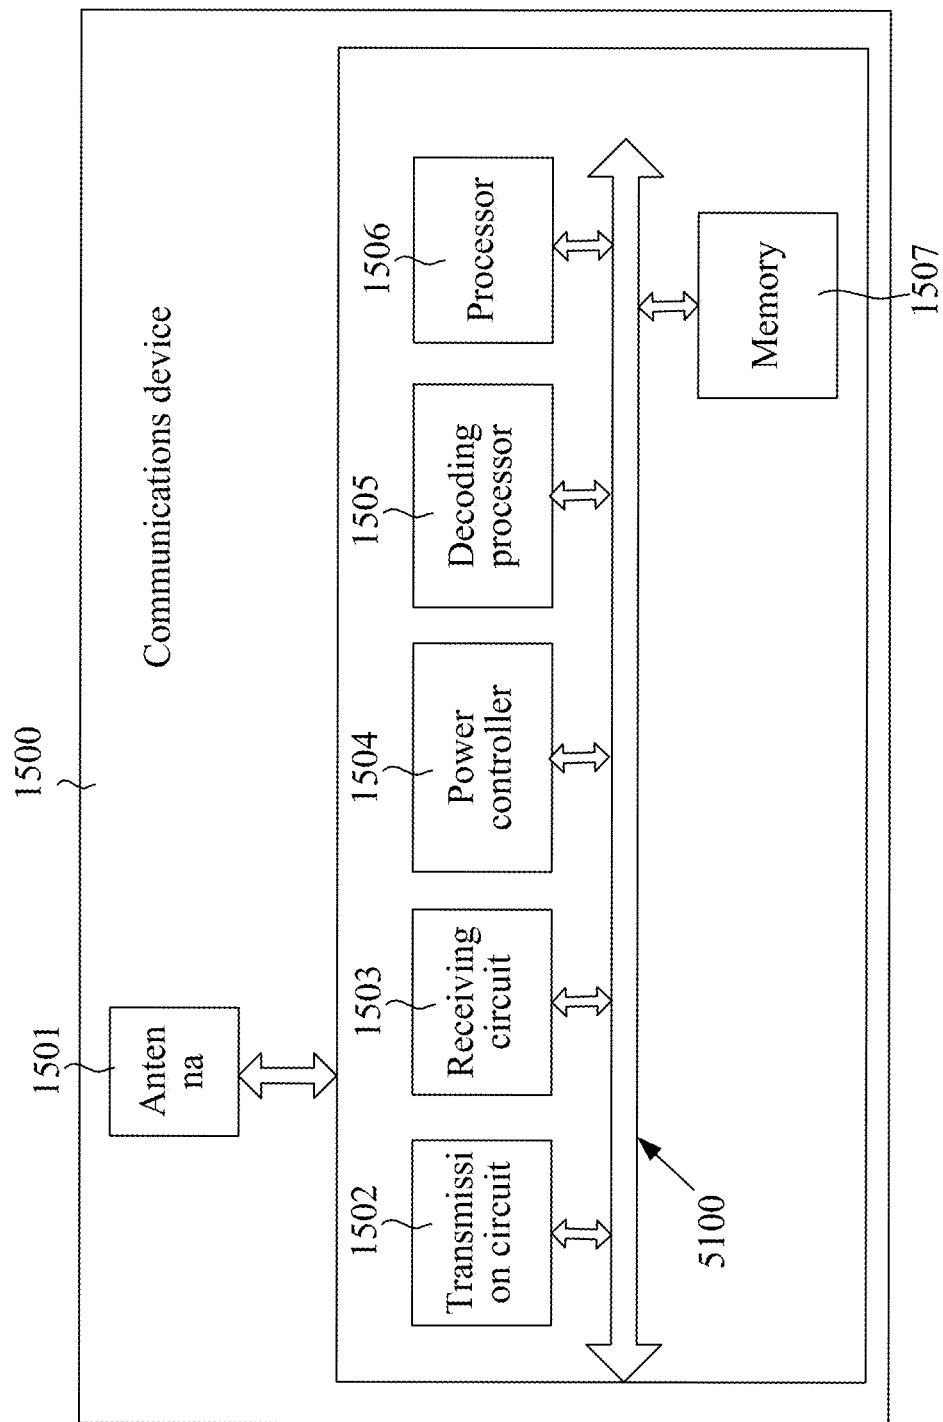 1500
Communications device
1501
Anten
na
1502
Transmissi
on circuit
1503
Receiving
circuit
1504
Power
controller
1505
Decoding
processor
1506
Processor
5100
Memory
1507